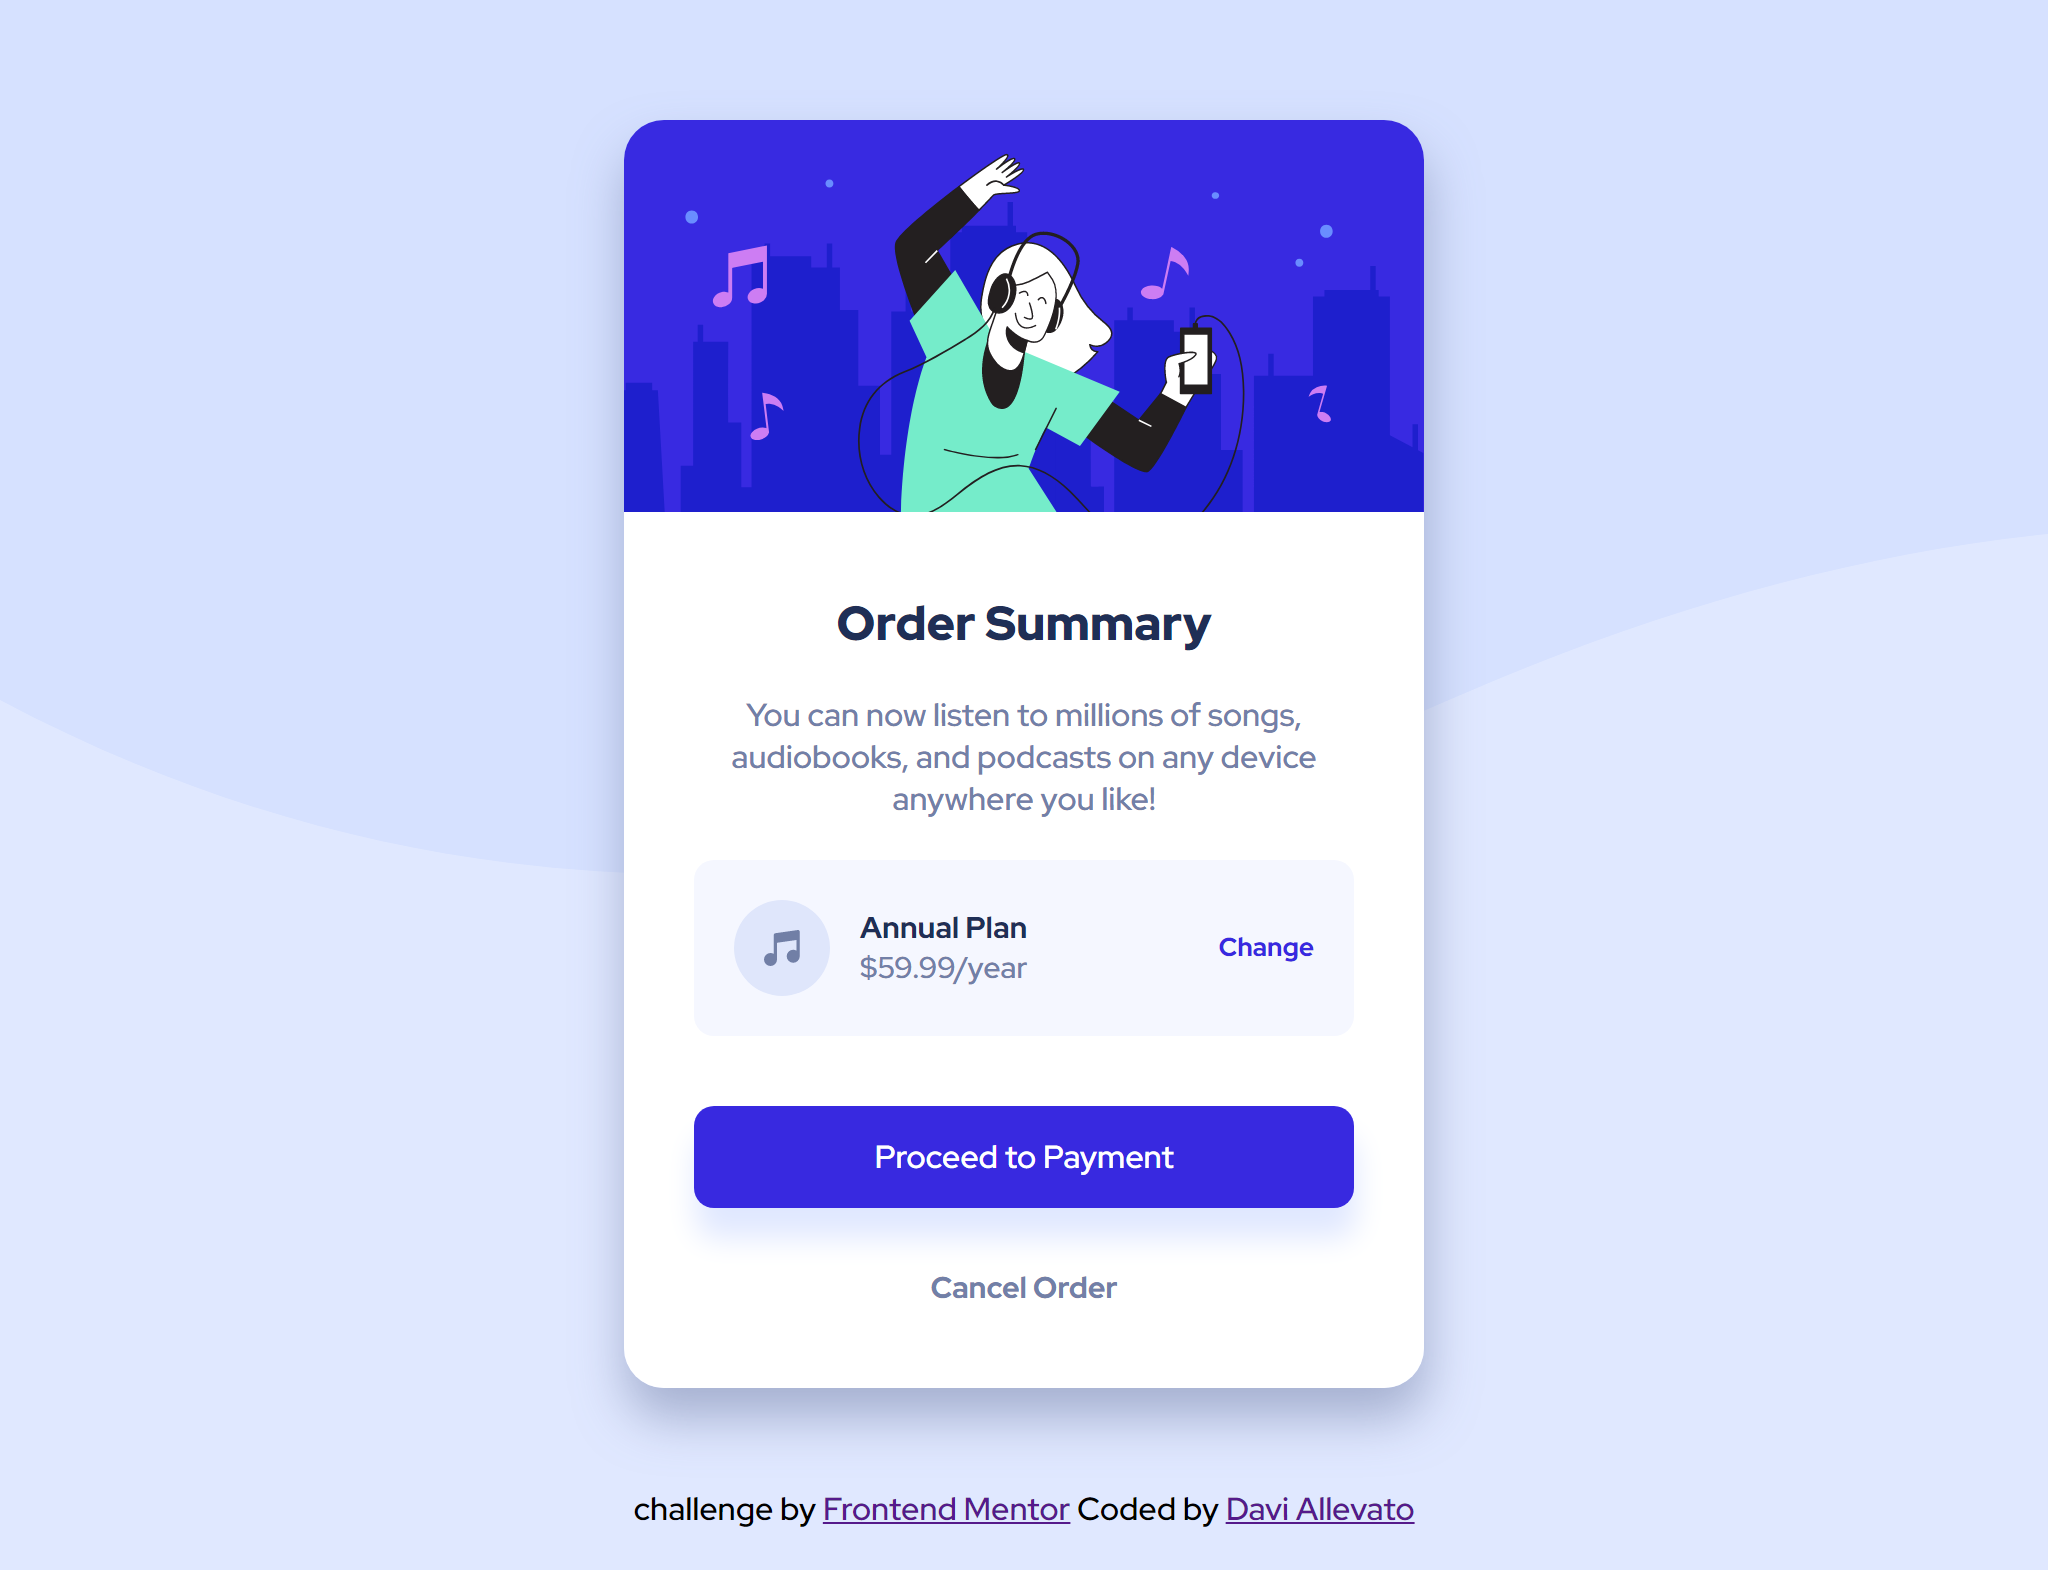 Order Summary
You can now listen to millions of songs,
audiobooks, and podcasts on any device
anywhere you like!
Annual Plan
$59.99/year
Change
Proceed to Payment
Cancel Order
challenge by Frontend Mentor Coded by Davi Allevato